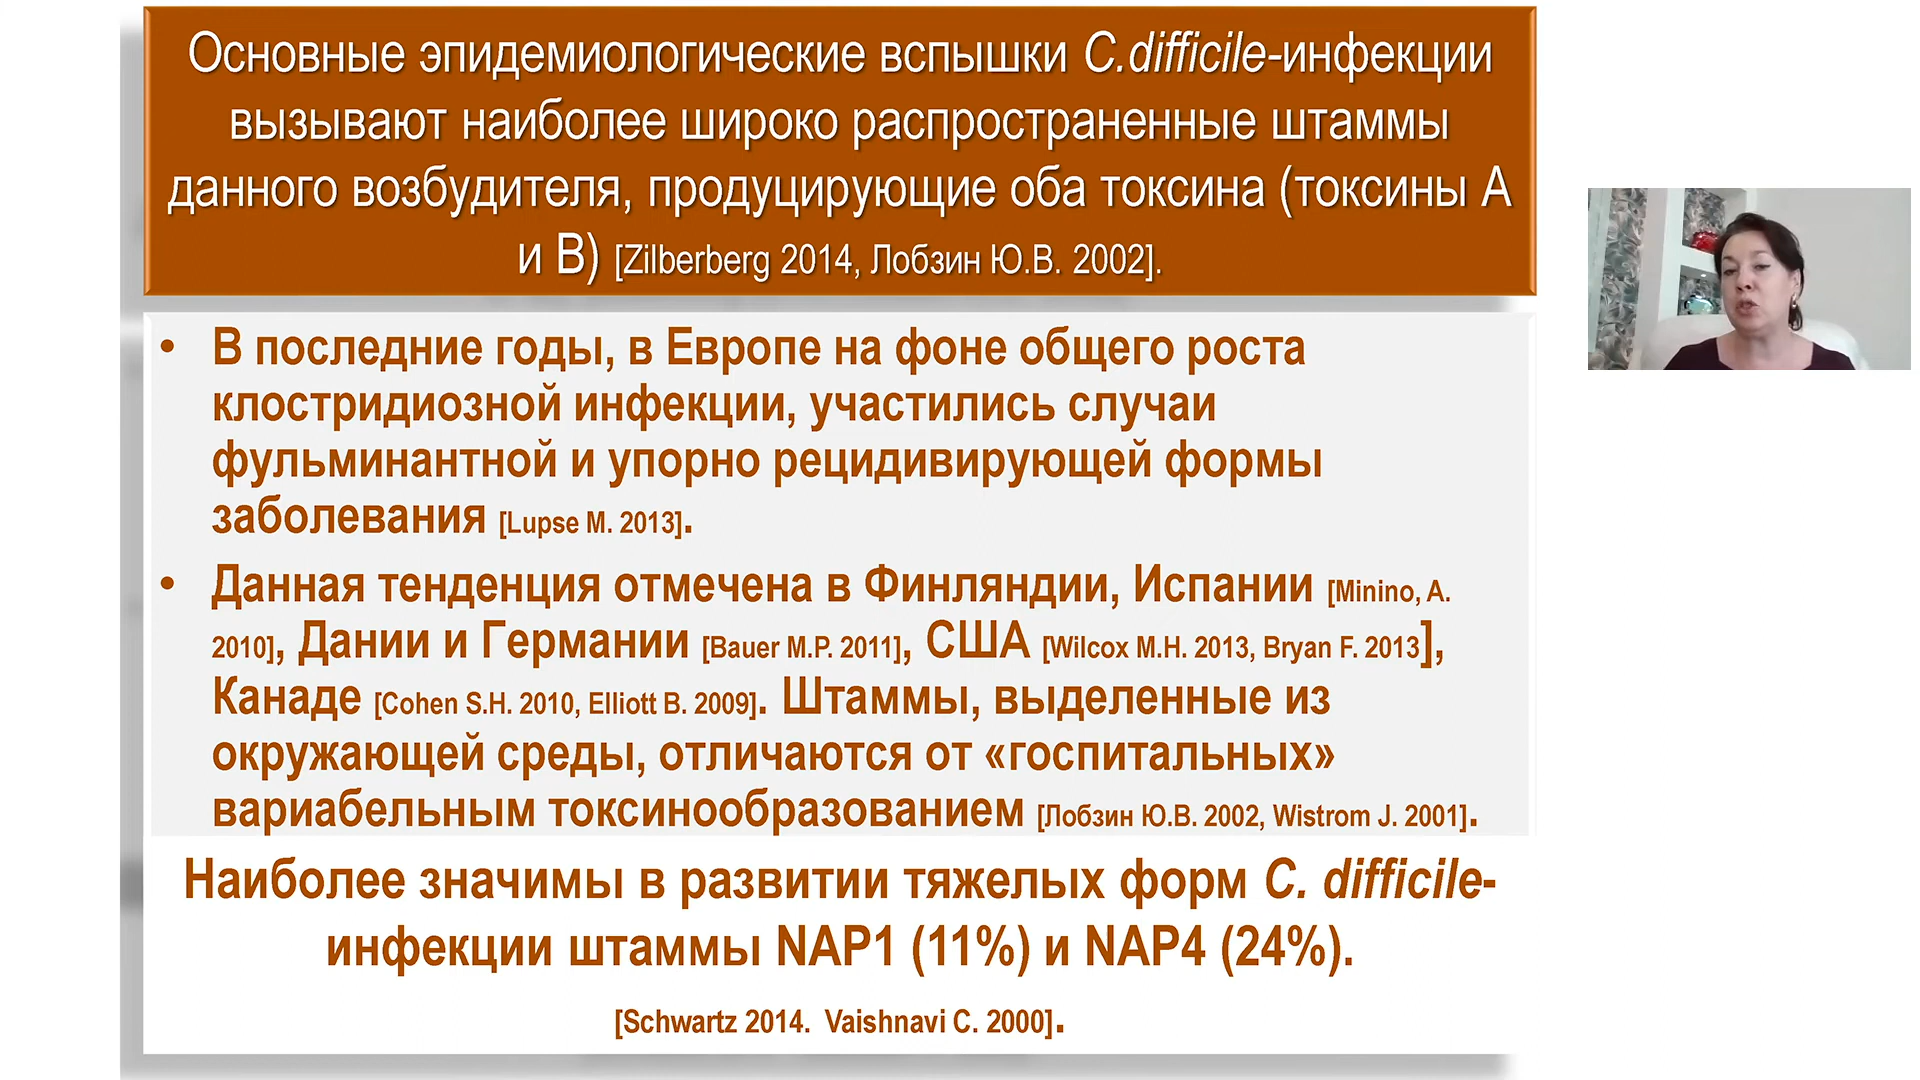 Основные эпидемиологические вспышки C.difficile-инфекции
вызывают наиболее широко распространенные штаммы
данного возбудителя, продуцирующие оба токсина (токсины А
и В) [Zilberberg 2014, Лобзин Ю.В. 2002].
• В последние годы, в Европе на фоне общего роста
клостридиозной инфекции, участились случаи
фульминантной и упорно рецидивирующей формы
заболевания [Lupse M. 2013].
• Данная тенденция отмечена в Финляндии, Испании [Minino, A.
2010], Дании и Германии [Bauer M.P. 2011], США [Wilcox M.H. 2013, Bryan F. 2013],
Канаде [Cohen S.H. 2010, Elliott B. 2009]. Штаммы, выделенные из
окружающей среды, отличаются от «госпитальных»
вариабельным токсинообразованием [Лобзин Ю.В. 2002, Wistrom J. 2001].
Наиболее значимы в развитии тяжелых форм C. difficile-
инфекции штаммы NAP1 (11%) и NAP4 (24%).
[Schwartz 2014. Vaishnavi C. 2000].